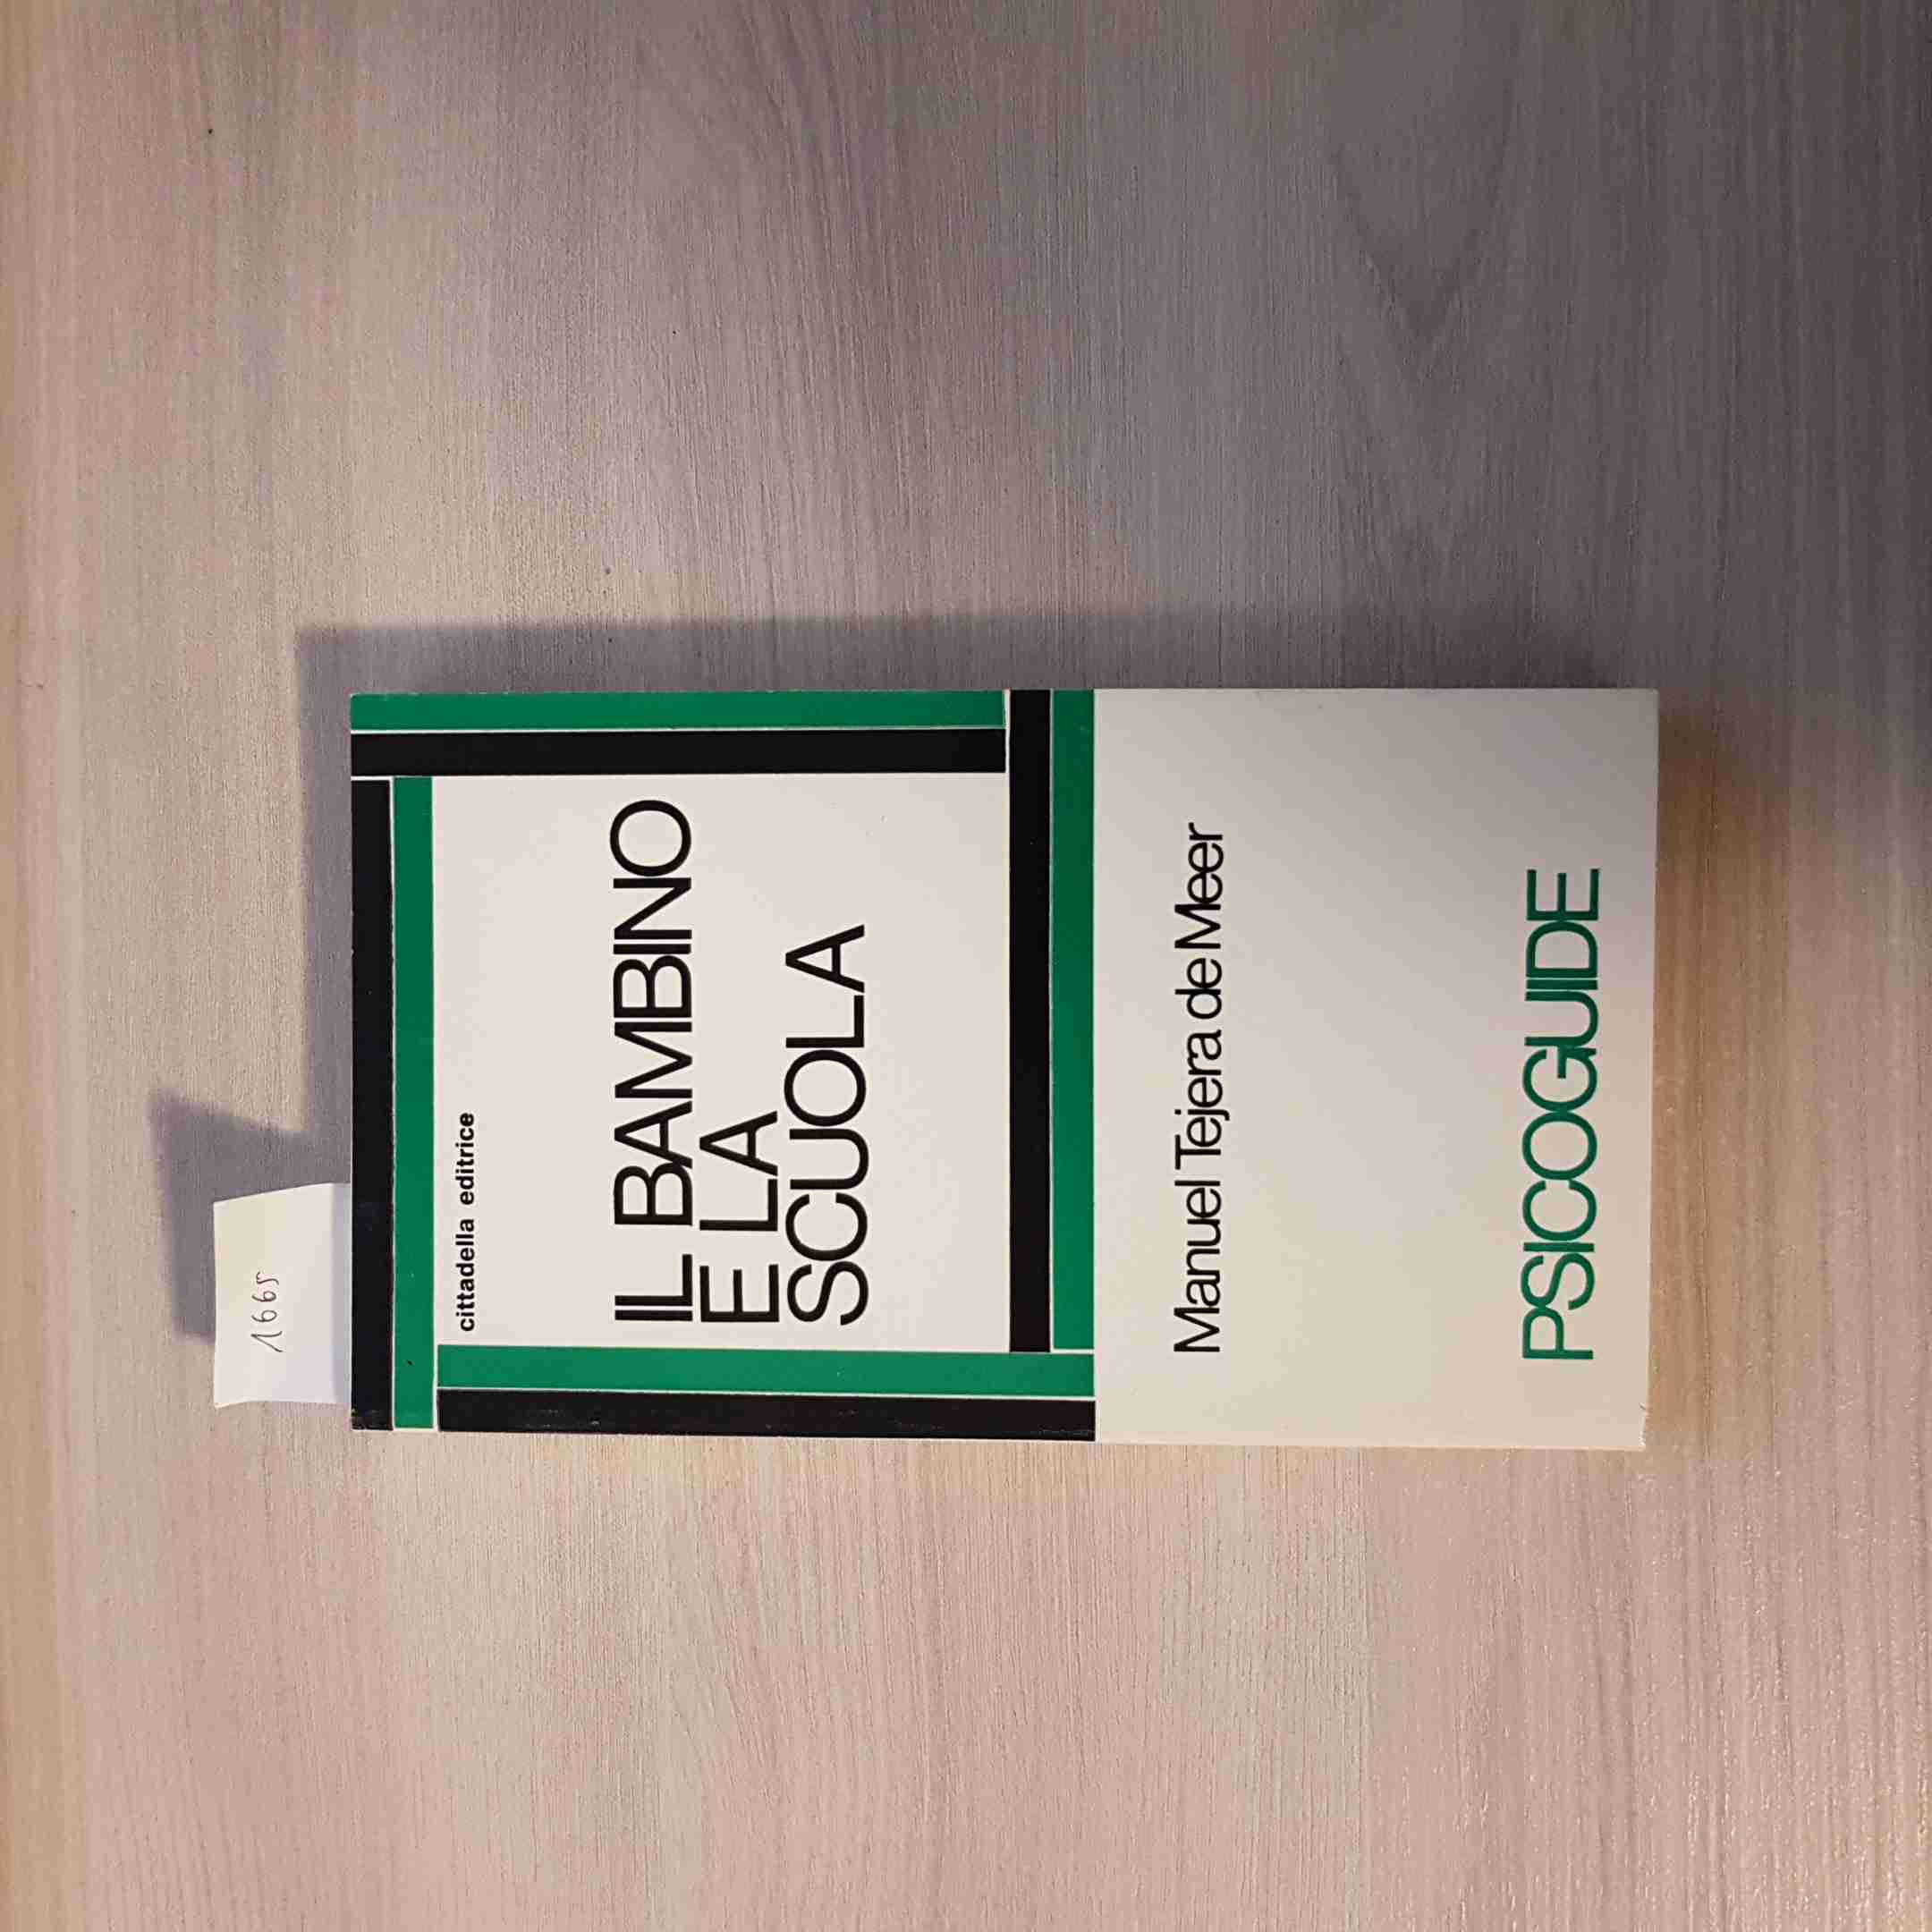 1665
cittadella editrice
IL BAMBINO
E LA
SCUOLA
Manuel Tejera de Meer
PSICOGUIDE